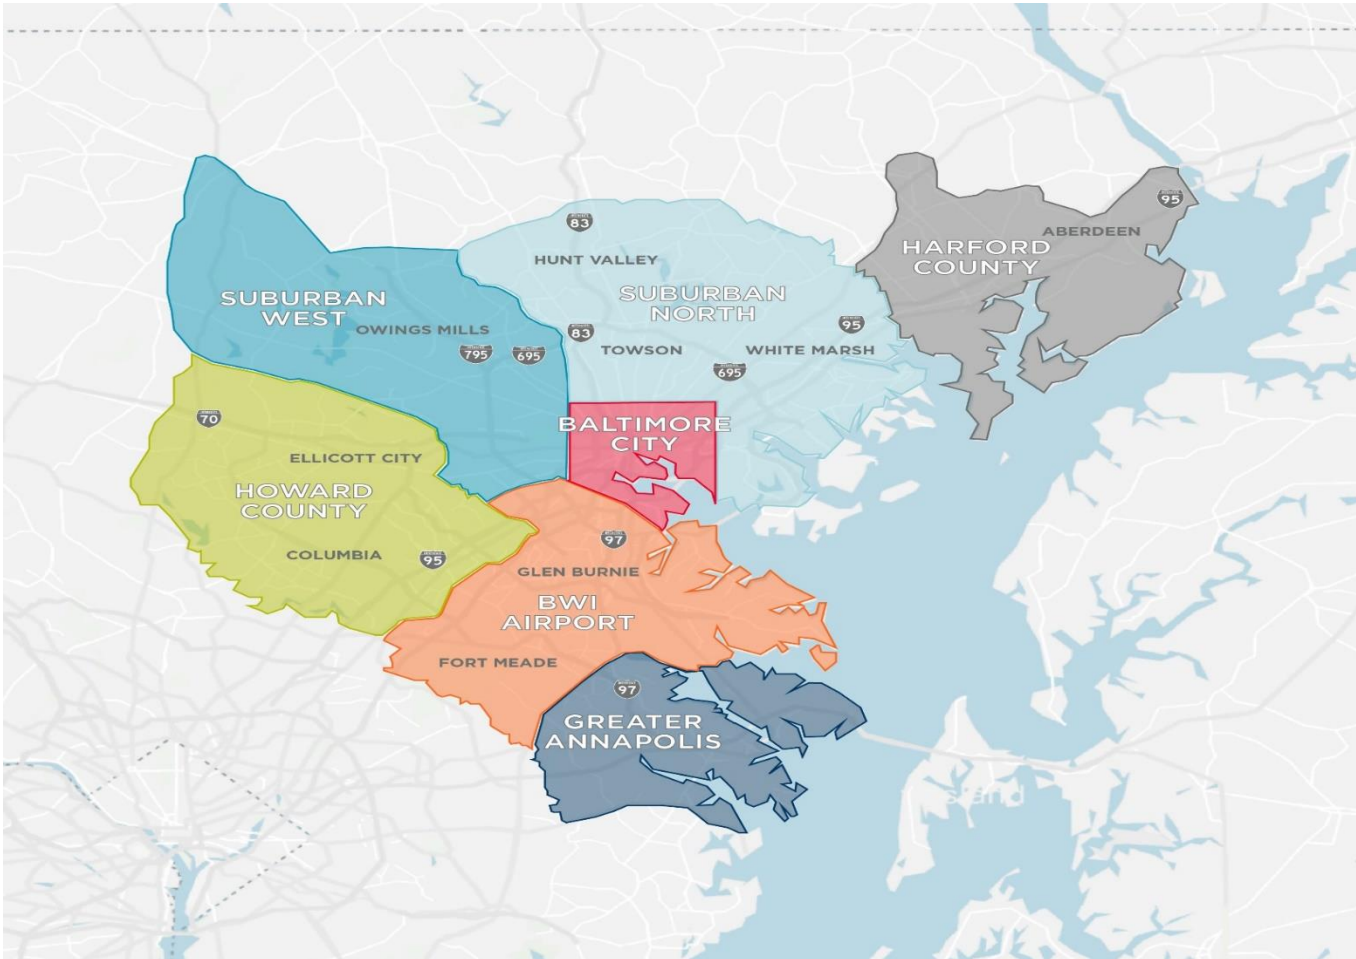 83
HUNT VALLEY
95
ABERDEEN
HARFORD
COUNTY
SUBURBAN
WEST
OWINGS MILLS
795
695
SUBURBAN
NORTH
83
95
TOWSON
WHITE MARSH
695
70
ELLICOTT CITY
HOWARD
COUNTY
COLUMBIA
95
BALTIMORE
CITY
97
GLEN BURNIE
BWI
AIRPORT
FORT MEADE
97
GREATER
ANNAPOLIS